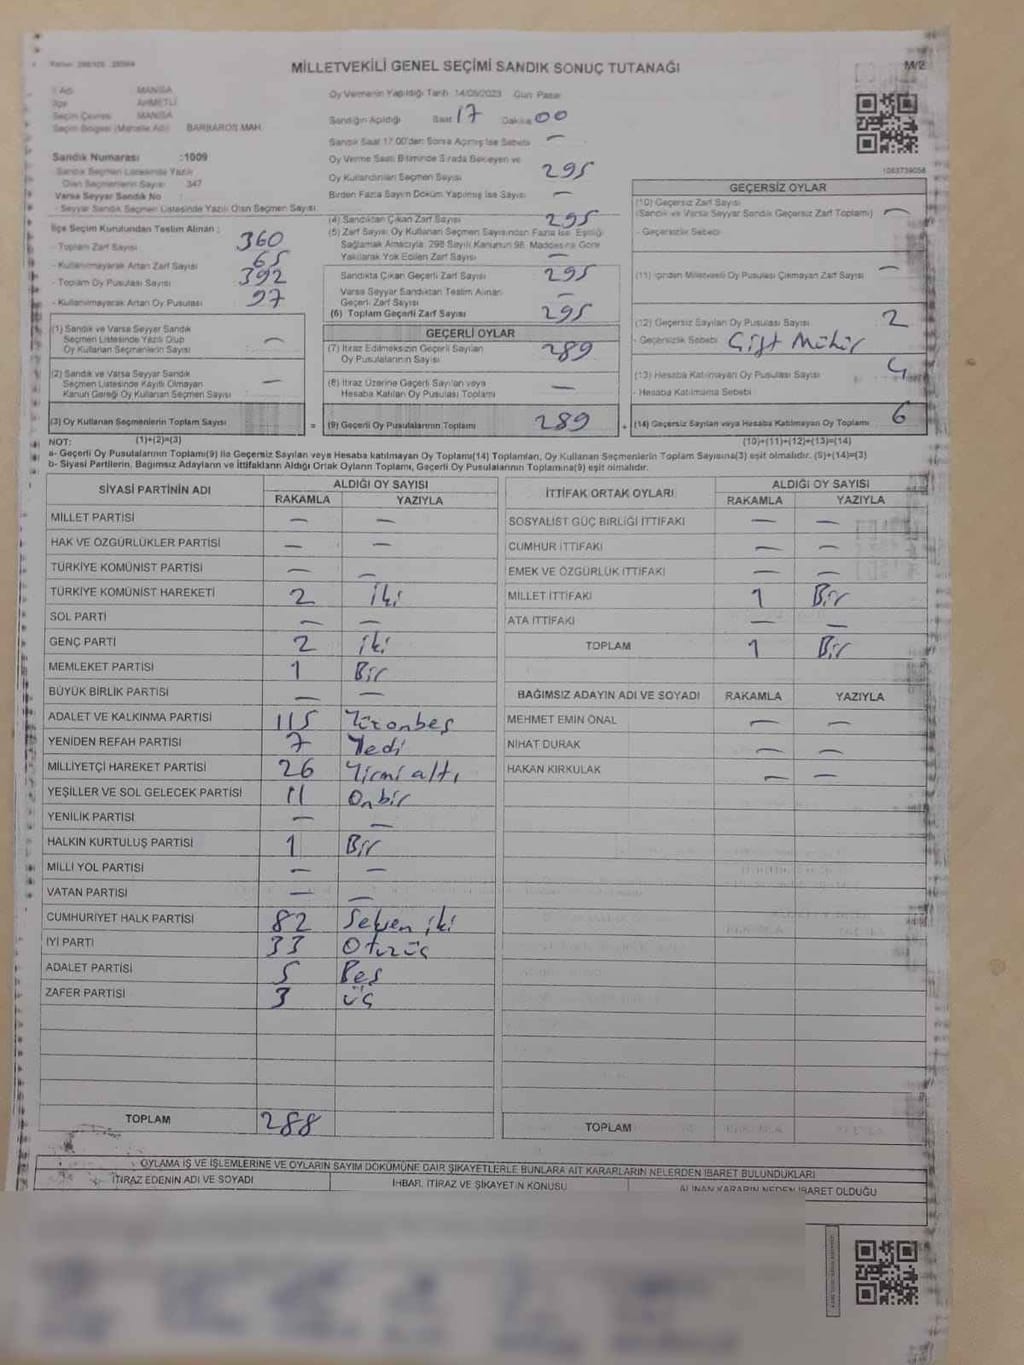 MİLLETVEKİLİ GENEL SEÇİMİ SANDIK SONUÇ TUTANAĞI
M/2
İli Adı MANİSA
İlçe AHMETLİ
Seçim Çevresi MANİSA
Seçim Bölgesi (Mahalle Adı) BARBAROS MAH.
Sandık Numarası :1009
Sandık Seçmen Listesinde Yazılı
Olan Seçmenlerin Sayısı 347
Varsa Seyyar Sandık No
- Seyyar Sandık Seçmen Listesinde Yazılı Olan Seçmen Sayısı
İlçe Seçim Kurulundan Teslim Alınan :
- Toplam Zarf Sayısı 360
- Kullanılmayarak Artan Zarf Sayısı 65
- Toplam Oy Pusulası Sayısı 392
- Kullanılmayarak Artan Oy Pusulası 97
(1) Sandık ve Varsa Seyyar Sandık
Seçmen Listesinde Yazılı Olup
Oy Kullanan Seçmenlerin Sayısı —
(2) Sandık ve Varsa Seyyar Sandık
Seçmen Listesinde Kayıtlı Olmayan
Kanun Gereği Oy Kullanan Seçmen Sayısı —
(3) Oy Kullanan Seçmenlerin Toplam Sayısı
Oy Vermenin Yapıldığı Tarih 14/05/2023 Gün Pazar
Sandığın Açıldığı Saat 17 Dakika 00
Sandık Saat 17.00'den Sonra Açılmış İse Sebebi —
Oy Verme Saati Bitiminde Sırada Bekleyen ve
Oy Kullandırılan Seçmen Sayısı 295
Birden Fazla Sayım Döküm Yapılmış İse Sayısı —
(4) Sandıktan Çıkan Zarf Sayısı 295
(5) Zarf Sayısı Oy Kullanan Seçmen Sayısından Fazla İse, Eşitliği
Sağlamak Amacıyla, 298 Sayılı Kanunun 98. Maddesine Göre
Yakılarak Yok Edilen Zarf Sayısı —
Sandıkta Çıkan Geçerli Zarf Sayısı 295
Varsa Seyyar Sandıktan Teslim Alınan
Geçerli Zarf Sayısı —
(6) Toplam Geçerli Zarf Sayısı 295
GEÇERLİ OYLAR
(7) İtiraz Edilmeksizin Geçerli Sayılan
Oy Pusulalarının Sayısı 289
(8) İtiraz Üzerine Geçerli Sayılan veya
Hesaba Katılan Oy Pusulası Toplamı —
= (9) Geçerli Oy Pusulalarının Toplamı 289 +
1083739058
GEÇERSİZ OYLAR
(10) Geçersiz Zarf Sayısı
(Sandık ve Varsa Seyyar Sandık Geçersiz Zarf Toplamı) —
- Geçersizlik Sebebi
(11) İçinden Milletvekili Oy Pusulası Çıkmayan Zarf Sayısı —
(12) Geçersiz Sayılan Oy Pusulası Sayısı 2
- Geçersizlik Sebebi Çift Mühür
(13) Hesaba Katılmayan Oy Pusulası Sayısı 4
- Hesaba Katılmama Sebebi
(14) Geçersiz Sayılan veya Hesaba Katılmayan Oy Toplamı 6
NOT: (1)+(2)=(3) (10)+(11)+(12)+(13)=(14)
a- Geçerli Oy Pusulalarının Toplamı(9) ile Geçersiz Sayılan veya Hesaba katılmayan Oy Toplamı(14) Toplamları, Oy Kullanan Seçmenlerin Toplam Sayısına(3) eşit olmalıdır. (9)+(14)=(3)
b- Siyasi Partilerin, Bağımsız Adayların ve İttifakların Aldığı Ortak Oyların Toplamı, Geçerli Oy Pusulalarının Toplamına(9) eşit olmalıdır.
SİYASİ PARTİNİN ADI ALDIĞI OY SAYISI
RAKAMLA YAZIYLA
MİLLET PARTİSİ — —
HAK VE ÖZGÜRLÜKLER PARTİSİ — —
TÜRKİYE KOMÜNİST PARTİSİ — —
TÜRKİYE KOMÜNİST HAREKETİ 2 İki
SOL PARTİ — —
GENÇ PARTİ 2 iki
MEMLEKET PARTİSİ 1 Bir
BÜYÜK BİRLİK PARTİSİ — —
ADALET VE KALKINMA PARTİSİ 115 Yüzonbeş
YENİDEN REFAH PARTİSİ 7 Yedi
MİLLİYETÇİ HAREKET PARTİSİ 26 Yirmi altı
YEŞİLLER VE SOL GELECEK PARTİSİ 11 Onbir
YENİLİK PARTİSİ — —
HALKIN KURTULUŞ PARTİSİ 1 Bir
MİLLİ YOL PARTİSİ — —
VATAN PARTİSİ — —
CUMHURİYET HALK PARTİSİ 82 Seksen iki
İYİ PARTİ 33 Otuzüç
ADALET PARTİSİ 5 Beş
ZAFER PARTİSİ 3 üç
TOPLAM 288
İTTİFAK ORTAK OYLARI ALDIĞI OY SAYISI
RAKAMLA YAZIYLA
SOSYALİST GÜÇ BİRLİĞİ İTTİFAKI — —
CUMHUR İTTİFAKI — —
EMEK VE ÖZGÜRLÜK İTTİFAKI — —
MİLLET İTTİFAKI 1 Bir
ATA İTTİFAKI — —
TOPLAM 1 Bir
BAĞIMSIZ ADAYIN ADI VE SOYADI RAKAMLA YAZIYLA
MEHMET EMİN ÖNAL — —
NİHAT DURAK — —
HAKAN KIRKULAK — —
TOPLAM
OYLAMA İŞ VE İŞLEMLERİNE VE OYLARIN SAYIM DÖKÜMÜNE DAİR ŞİKAYETLERLE BUNLARA AİT KARARLARIN NELERDEN İBARET BULUNDUKLARI
İTİRAZ EDENİN ADI VE SOYADI İHBAR, İTİRAZ VE ŞİKAYETİN KONUSU ALINAN KARARIN NEDEN İBARET OLDUĞU